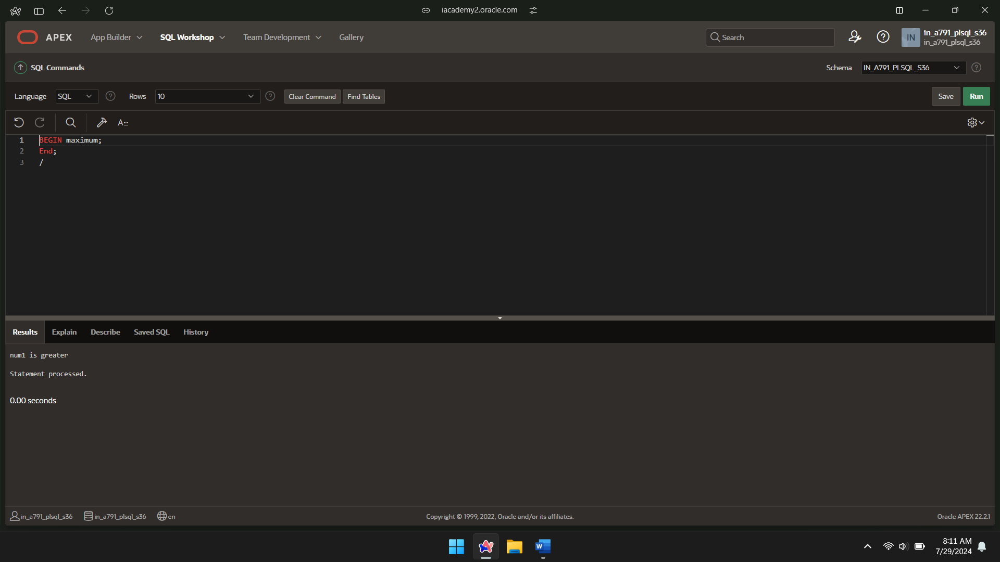 iacademy2.oracle.com
APEX App Builder SQL Workshop Team Development Gallery Search IN in_a791_plsql_s36
in_a791_plsql_s36
SQL Commands Schema IN_A791_PLSQL_S36
Language SQL Rows 10 Clear Command Find Tables Save Run
A::
1 BEGIN maximum;
2 End;
3 /
Results Explain Describe Saved SQL History
num1 is greater
Statement processed.
0.00 seconds
in_a791_plsql_s36 in_a791_plsql_s36 en Copyright © 1999, 2022, Oracle and/or its affiliates. Oracle APEX 22.2.1
W 8:11 AM
7/29/2024